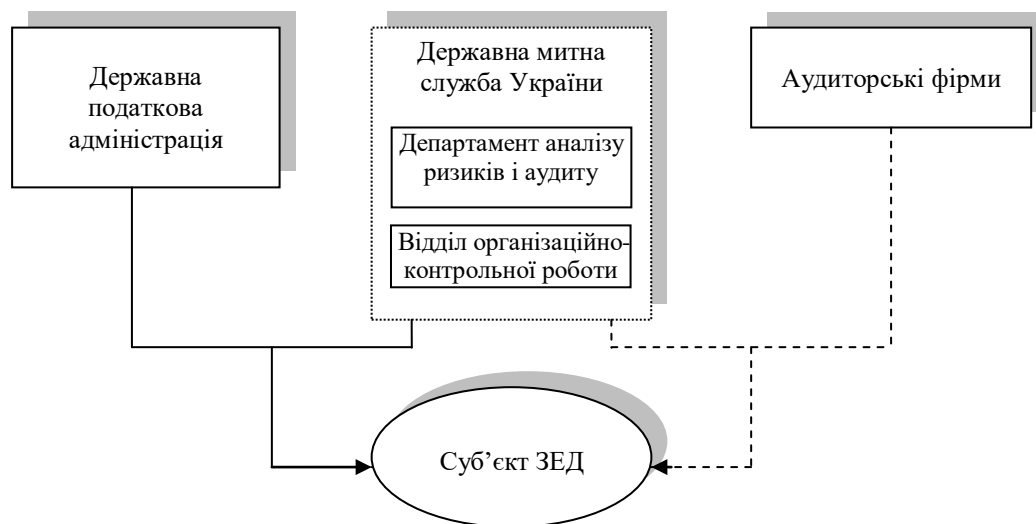 Державна
податкова
адміністрація
Державна митна
служба України
Департамент аналізу
ризиків і аудиту
Відділ організаційно-
контрольної роботи
Аудиторські фірми
Суб’єкт ЗЕД